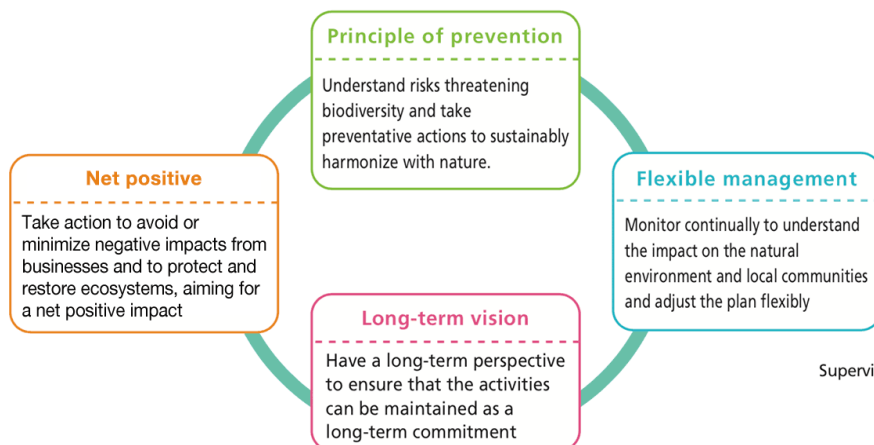 Principle of prevention
Understand risks threatening
biodiversity and take
preventative actions to sustainably
harmonize with nature.
Net positive
Take action to avoid or
minimize negative impacts from
businesses and to protect and
restore ecosystems, aiming for
a net positive impact
Flexible management
Monitor continually to understand
the impact on the natural
environment and local communities
and adjust the plan flexibly
Long-term vision
Have a long-term perspective
to ensure that the activities
can be maintained as a
long-term commitment
Supervi